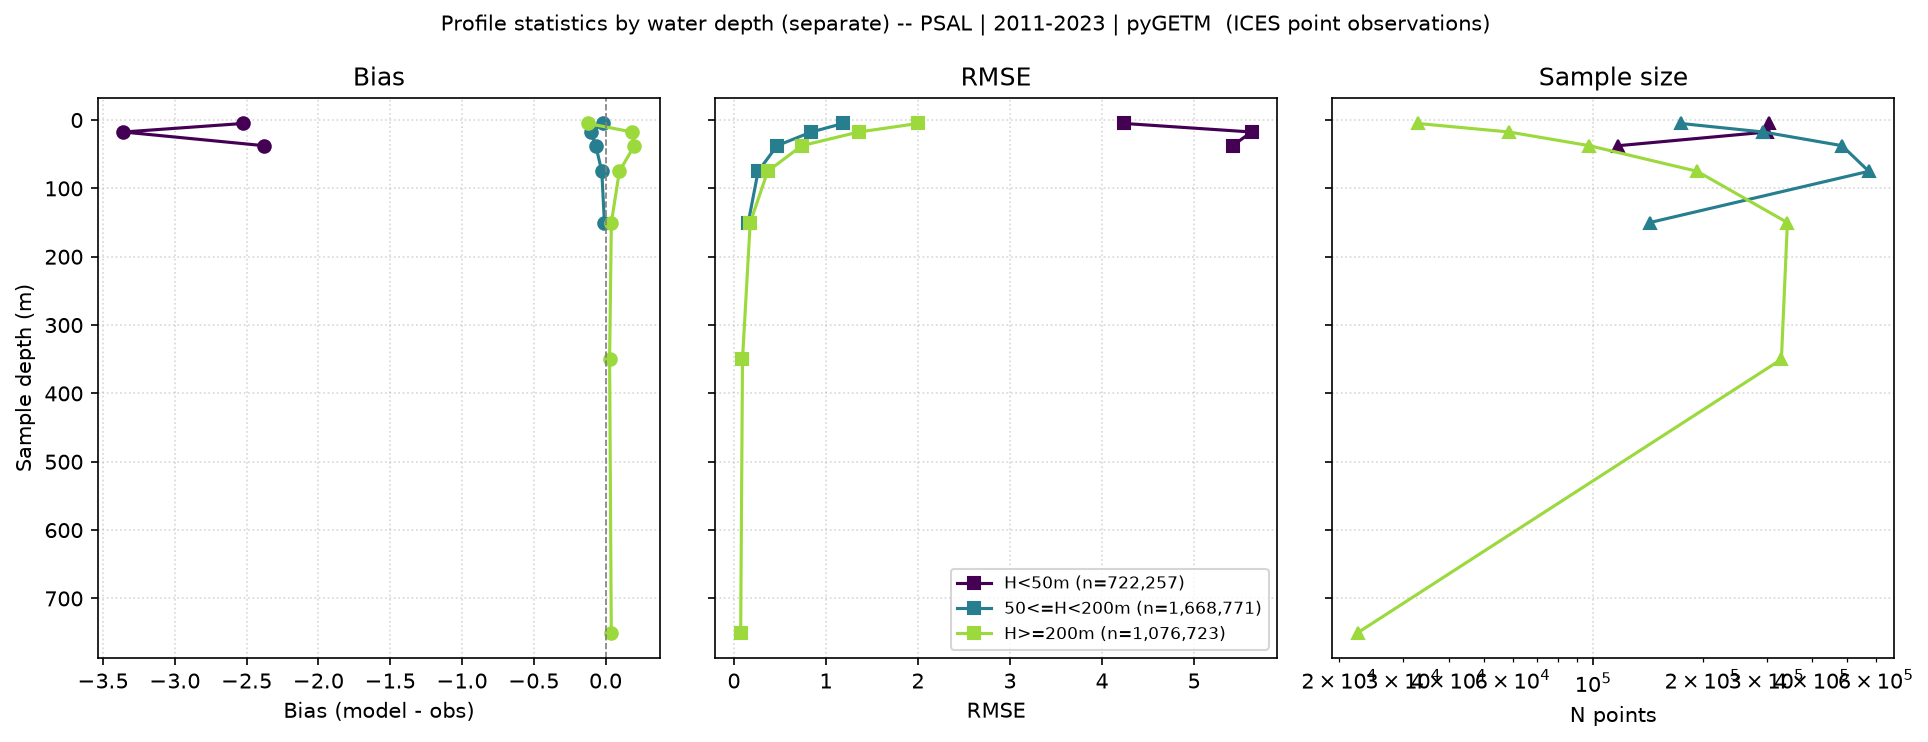 Profile statistics by water depth (separate) -- PSAL | 2011-2023 | pyGETM  (ICES point observations)
Bias
RMSE
Sample size
Sample depth (m)
0
100
200
300
400
500
600
700
−3.5 −3.0 −2.5 −2.0 −1.5 −1.0 −0.5 0.0
Bias (model - obs)
H<50m (n=722,257)
50<=H<200m (n=1,668,771)
H>=200m (n=1,076,723)
0 1 2 3 4 5
RMSE
10⁵ 6 × 10⁵
N points